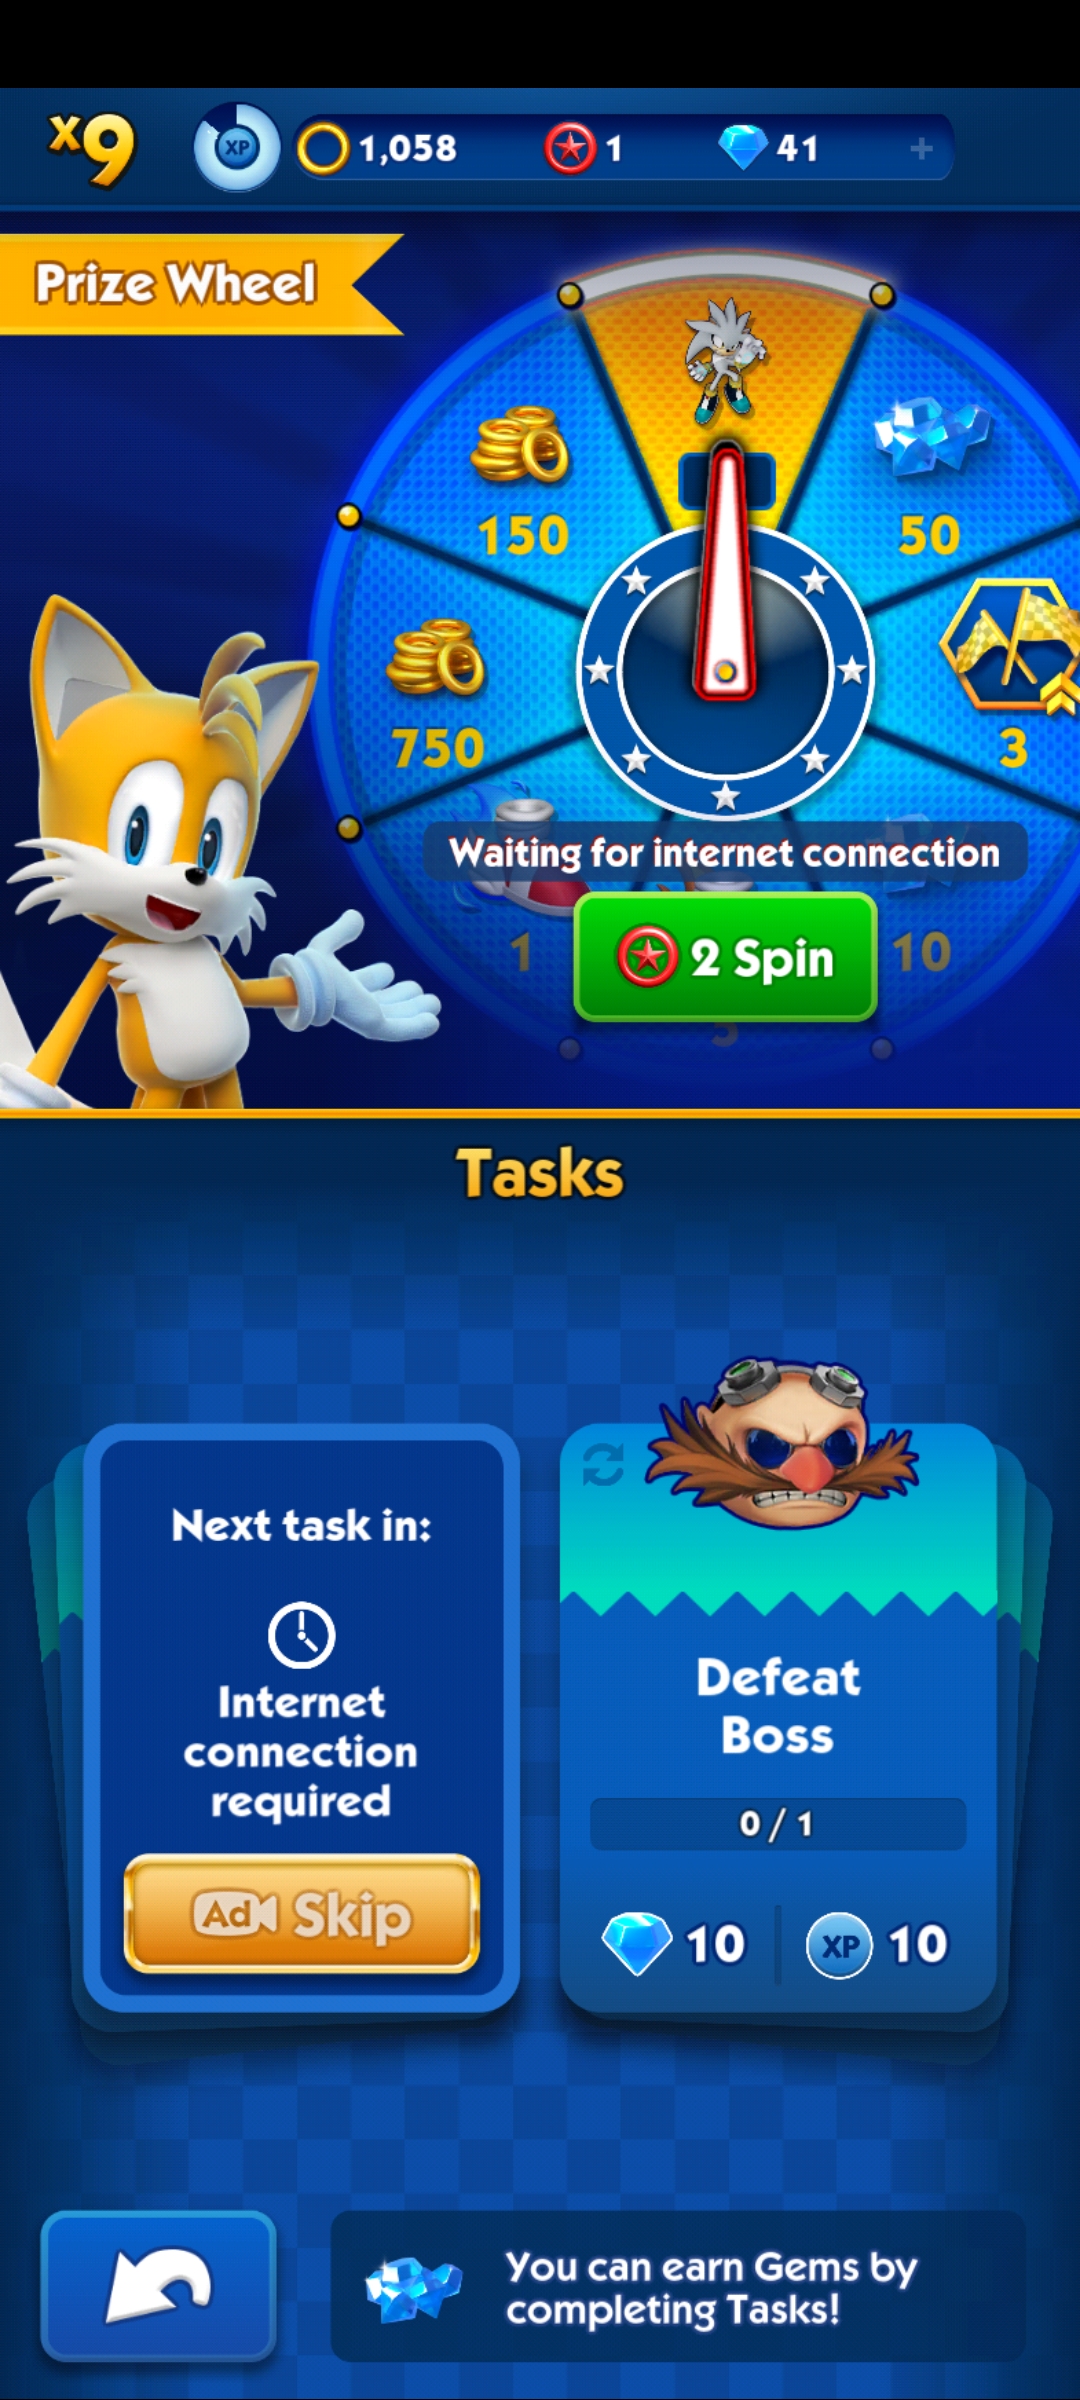 x9
XP
1,058
1
41
Prize Wheel
150
50
750
3
Waiting for internet connection
1
2 Spin
10
3
Tasks
Next task in:
Internet
connection
required
Ad Skip
Defeat
Boss
0 / 1
10
XP 10
You can earn Gems by
completing Tasks!